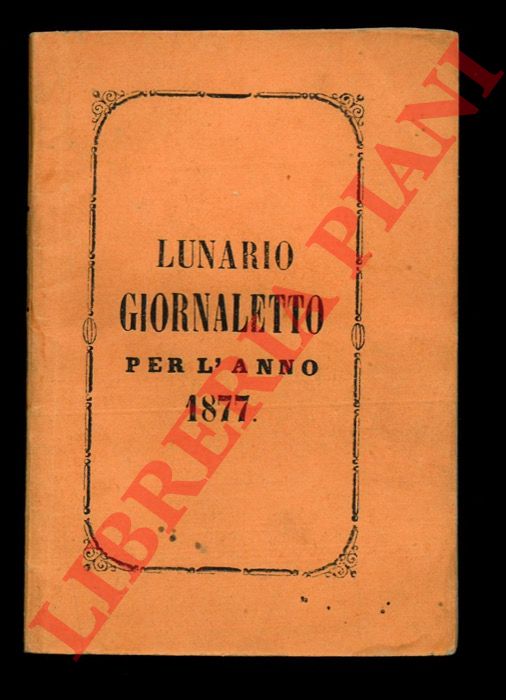 LUNARIO
GIORNALETTO
PER L'ANNO
1877.
LIBRERIA PIANI